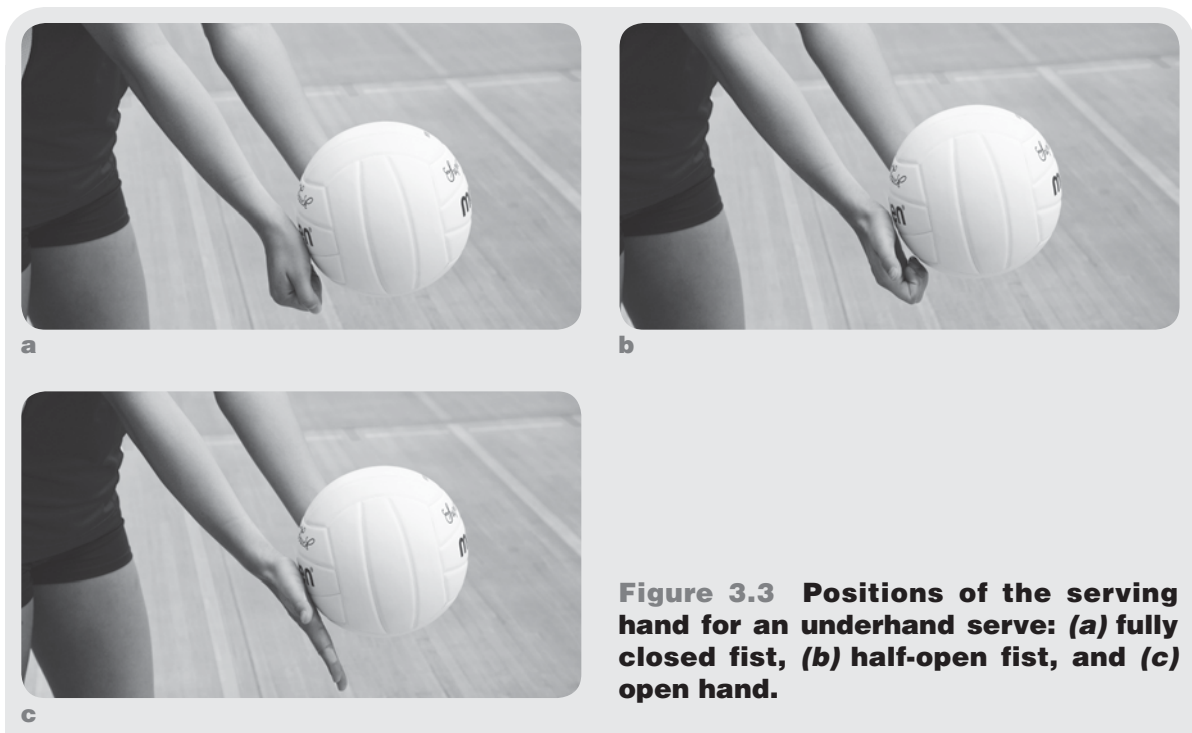 a
b
c
Figure 3.3 Positions of the serving
hand for an underhand serve: (a) fully
closed fist, (b) half-open fist, and (c)
open hand.